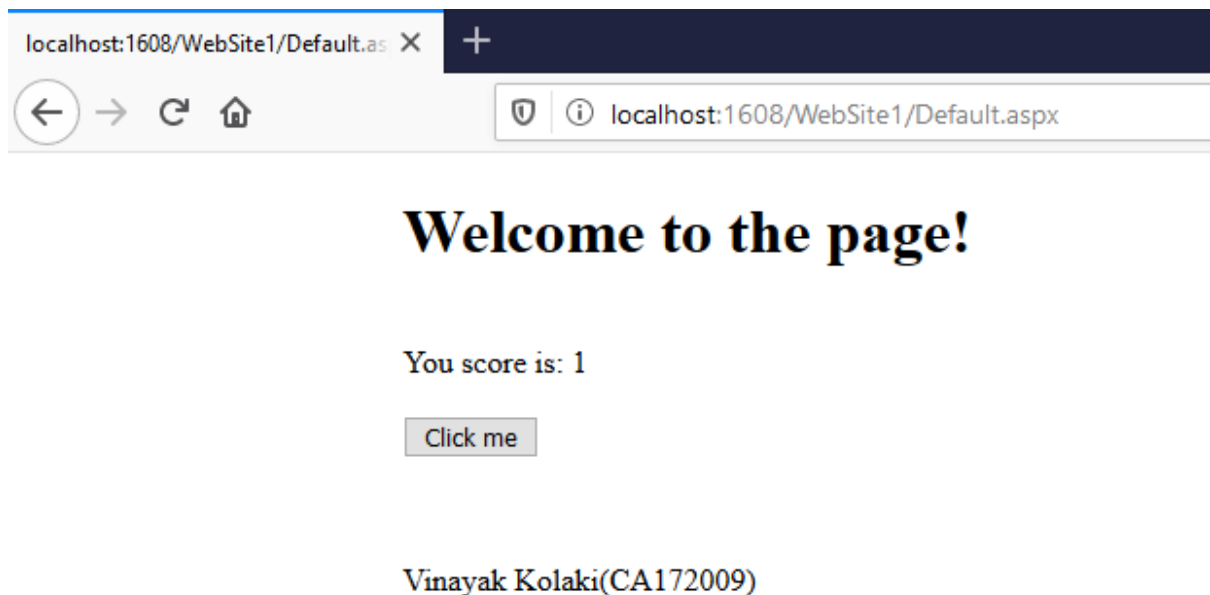 localhost:1608/WebSite1/Default.as
localhost:1608/WebSite1/Default.aspx
Welcome to the page!
You score is: 1
Click me
Vinayak Kolaki(CA172009)